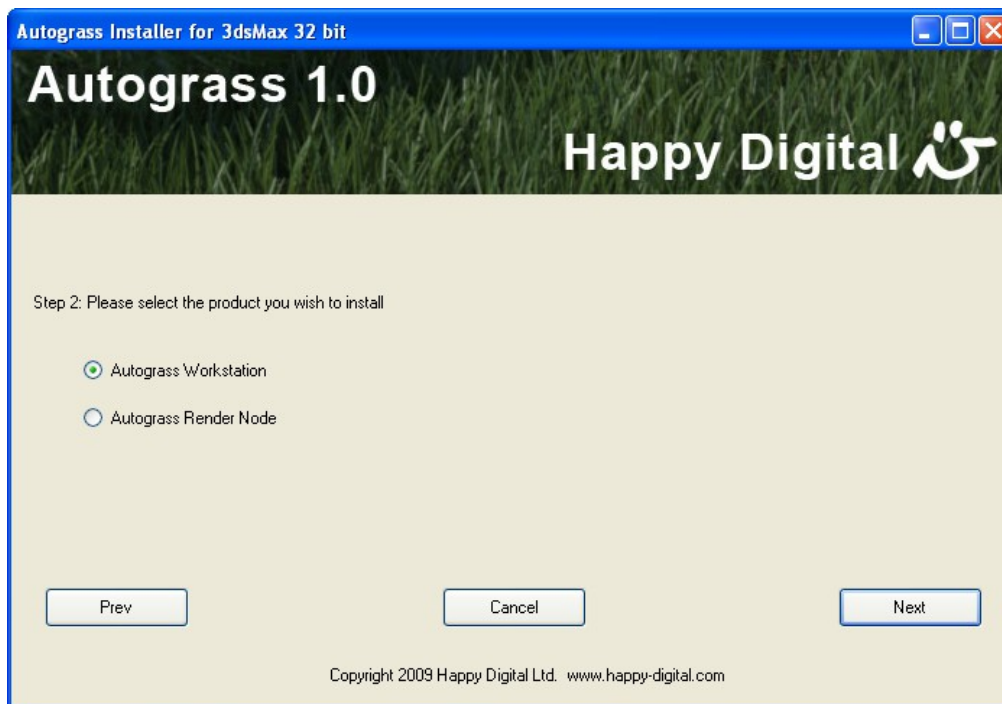 Autograss Installer for 3dsMax 32 bit
Autograss 1.0
Happy Digital
Step 2: Please select the product you wish to install
Autograss Workstation
Autograss Render Node
Prev
Cancel
Next
Copyright 2009 Happy Digital Ltd. www.happy-digital.com